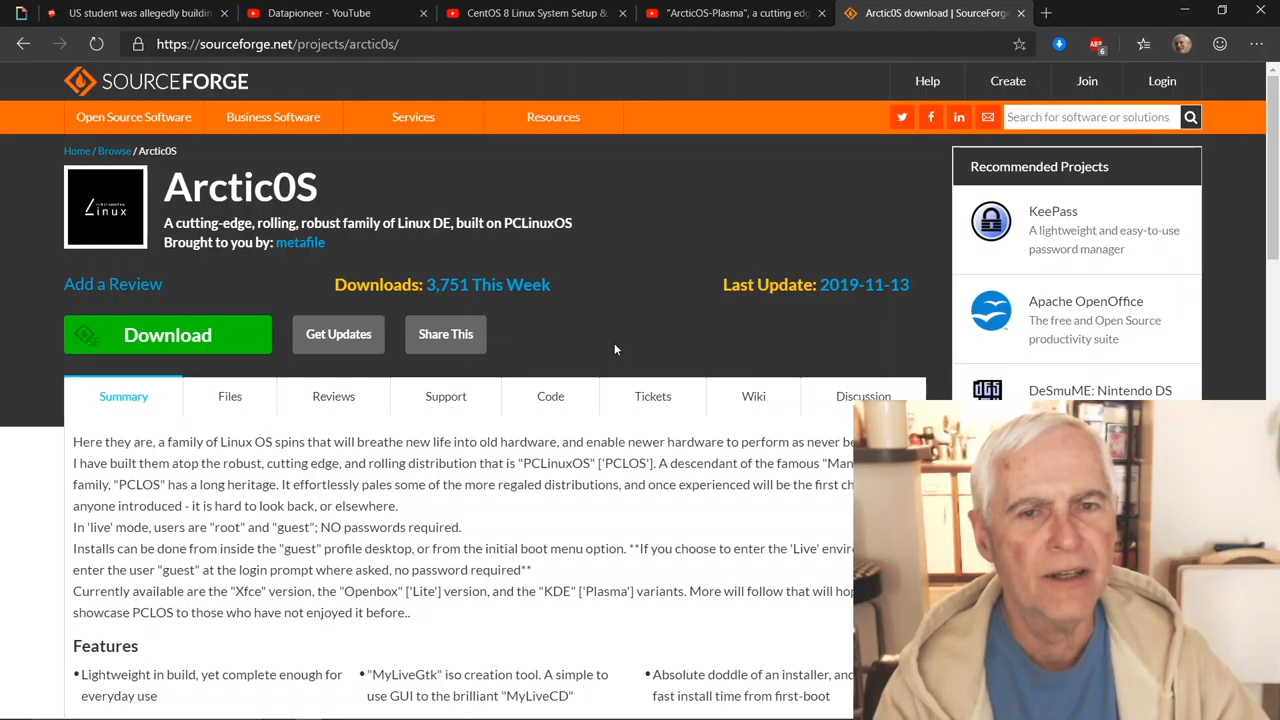 US student was allegedly buildin
Datapioneer - YouTube
CentOS 8 Linux System Setup &
"ArcticOS-Plasma", a cutting edg
Arctic0S download | SourceForg
https://sourceforge.net/projects/arctic0s/
ABP
6
SOURCEFORGE
Help
Create
Join
Login
Open Source Software
Business Software
Services
Resources
Search for software or solutions
Home / Browse / Arctic0S
Linux
Arctic0S
A cutting-edge, rolling, robust family of Linux DE, built on PCLinuxOS
Brought to you by: metafile
Add a Review
Downloads: 3,751 This Week
Last Update: 2019-11-13
Download
Get Updates
Share This
Recommended Projects
KeePass
A lightweight and easy-to-use
password manager
Apache OpenOffice
The free and Open Source
productivity suite
DeSmuME: Nintendo DS
Summary
Files
Reviews
Support
Code
Tickets
Wiki
Discussion
Here they are, a family of Linux OS spins that will breathe new life into old hardware, and enable newer hardware to perform as never be
I have built them atop the robust, cutting edge, and rolling distribution that is "PCLinuxOS" ['PCLOS']. A descendant of the famous "Man
family, "PCLOS" has a long heritage. It effortlessly pales some of the more regaled distributions, and once experienced will be the first ch
anyone introduced - it is hard to look back, or elsewhere.
In 'live' mode, users are "root" and "guest"; NO passwords required.
Installs can be done from inside the "guest" profile desktop, or from the initial boot menu option. **If you choose to enter the 'Live' envir
enter the user "guest" at the login prompt where asked, no password required**
Currently available are the "Xfce" version, the "Openbox" ['Lite'] version, and the "KDE" ['Plasma'] variants. More will follow that will hop
showcase PCLOS to those who have not enjoyed it before..
Features
• Lightweight in build, yet complete enough for
everyday use
• "MyLiveGtk" iso creation tool. A simple to
use GUI to the brilliant "MyLiveCD"
• Absolute doddle of an installer, and
fast install time from first-boot